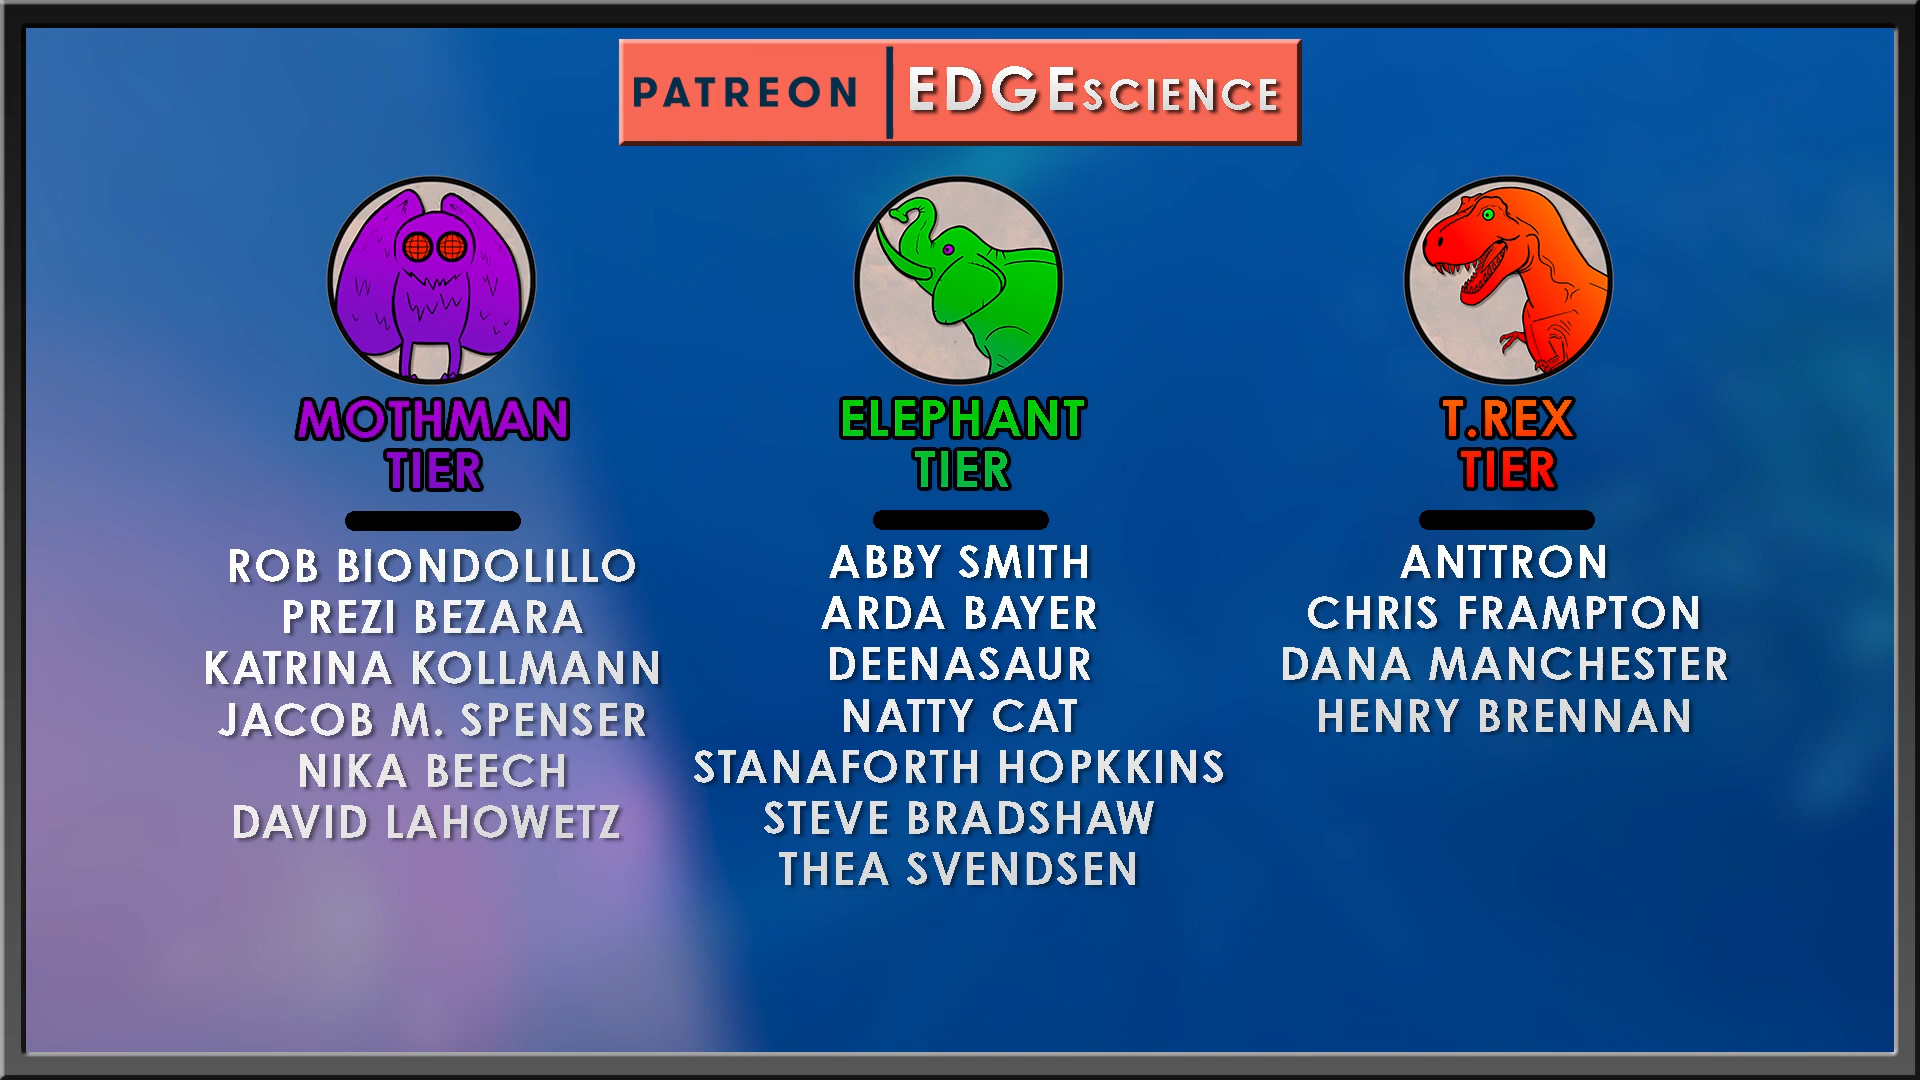 PATREON | EDGESCIENCE
MOTHMAN
TIER
ROB BIONDOLILLO
PREZI BEZARA
KATRINA KOLLMANN
JACOB M. SPENSER
NIKA BEECH
DAVID LAHOWETZ
ELEPHANT
TIER
ABBY SMITH
ARDA BAYER
DEENASAUR
NATTY CAT
STANAFORTH HOPKKINS
STEVE BRADSHAW
THEA SVENDSEN
T.REX
TIER
ANTTRON
CHRIS FRAMPTON
DANA MANCHESTER
HENRY BRENNAN